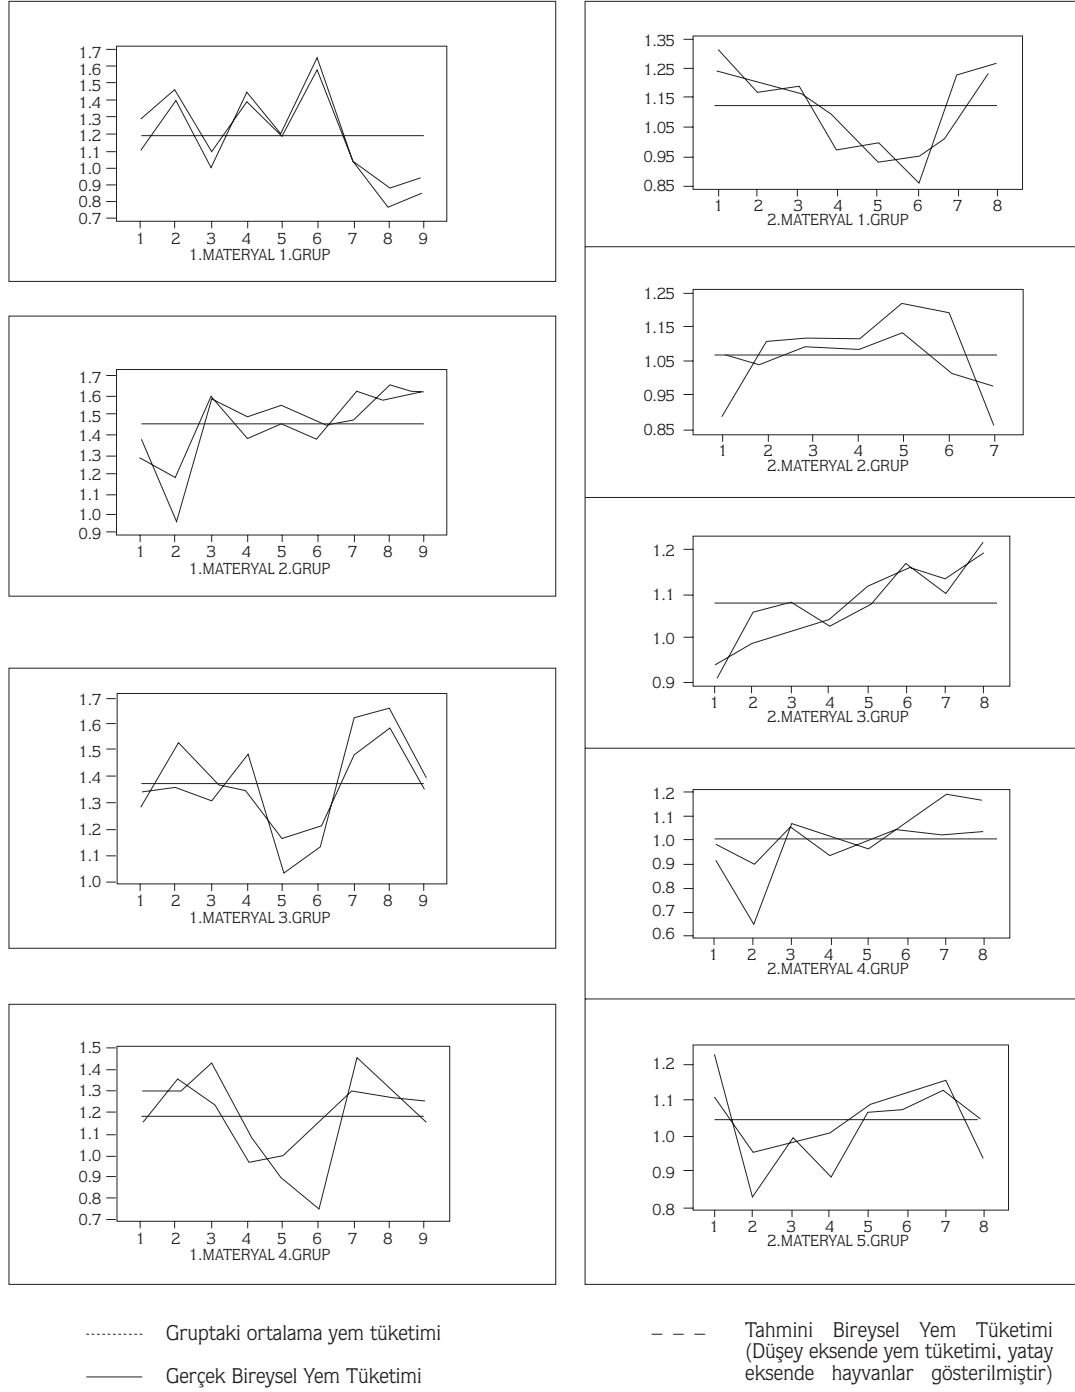 1.7
1.6
1.5
1.4
1.3
1.2
1.1
1.0
0.9
0.8
0.7
1 2 3 4 5 6 7 8 9
1.MATERYAL 1.GRUP
1.7
1.6
1.5
1.4
1.3
1.2
1.1
1.0
0.9
1 2 3 4 5 6 7 8 9
1.MATERYAL 2.GRUP
1.7
1.6
1.5
1.4
1.3
1.2
1.1
1.0
1 2 3 4 5 6 7 8 9
1.MATERYAL 3.GRUP
1.5
1.4
1.3
1.2
1.1
1.0
0.9
0.8
0.7
1 2 3 4 5 6 7 8 9
1.MATERYAL 4.GRUP
1.35
1.25
1.15
1.05
0.95
0.85
1 2 3 4 5 6 7 8
2.MATERYAL 1.GRUP
1.25
1.15
1.05
0.95
0.85
1 2 3 4 5 6 7
2.MATERYAL 2.GRUP
1.2
1.1
1.0
0.9
1 2 3 4 5 6 7 8
2.MATERYAL 3.GRUP
1.2
1.1
1.0
0.9
0.8
0.7
0.6
1 2 3 4 5 6 7 8
2.MATERYAL 4.GRUP
1.2
1.1
1.0
0.9
0.8
1 2 3 4 5 6 7 8
2.MATERYAL 5.GRUP
Gruptaki ortalama yem tüketimi
Gerçek Bireysel Yem Tüketimi
Tahmini Bireysel Yem Tüketimi
(Düşey eksende yem tüketimi, yatay
eksende hayvanlar gösterilmiştir)